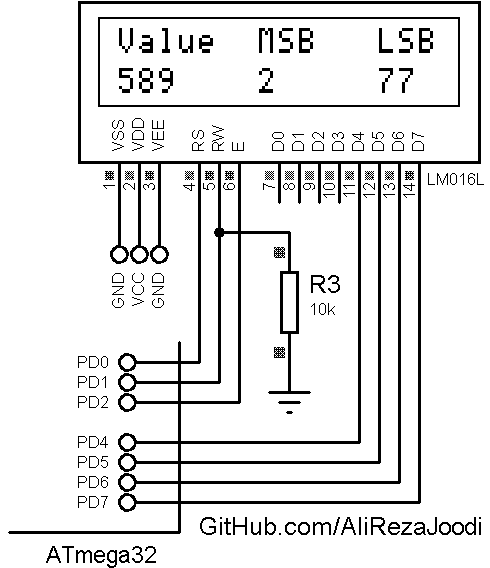 Value MSB LSB
589 2 77
VSS VDD VEE RS RW E D0 D1 D2 D3 D4 D5 D6 D7
1 2 3 4 5 6 7 8 9 10 11 12 13 14
LM016L
GND VCC GND
R3
10k
PD0
PD1
PD2
PD4
PD5
PD6
PD7
GitHub.com/AliRezaJoodi
ATmega32